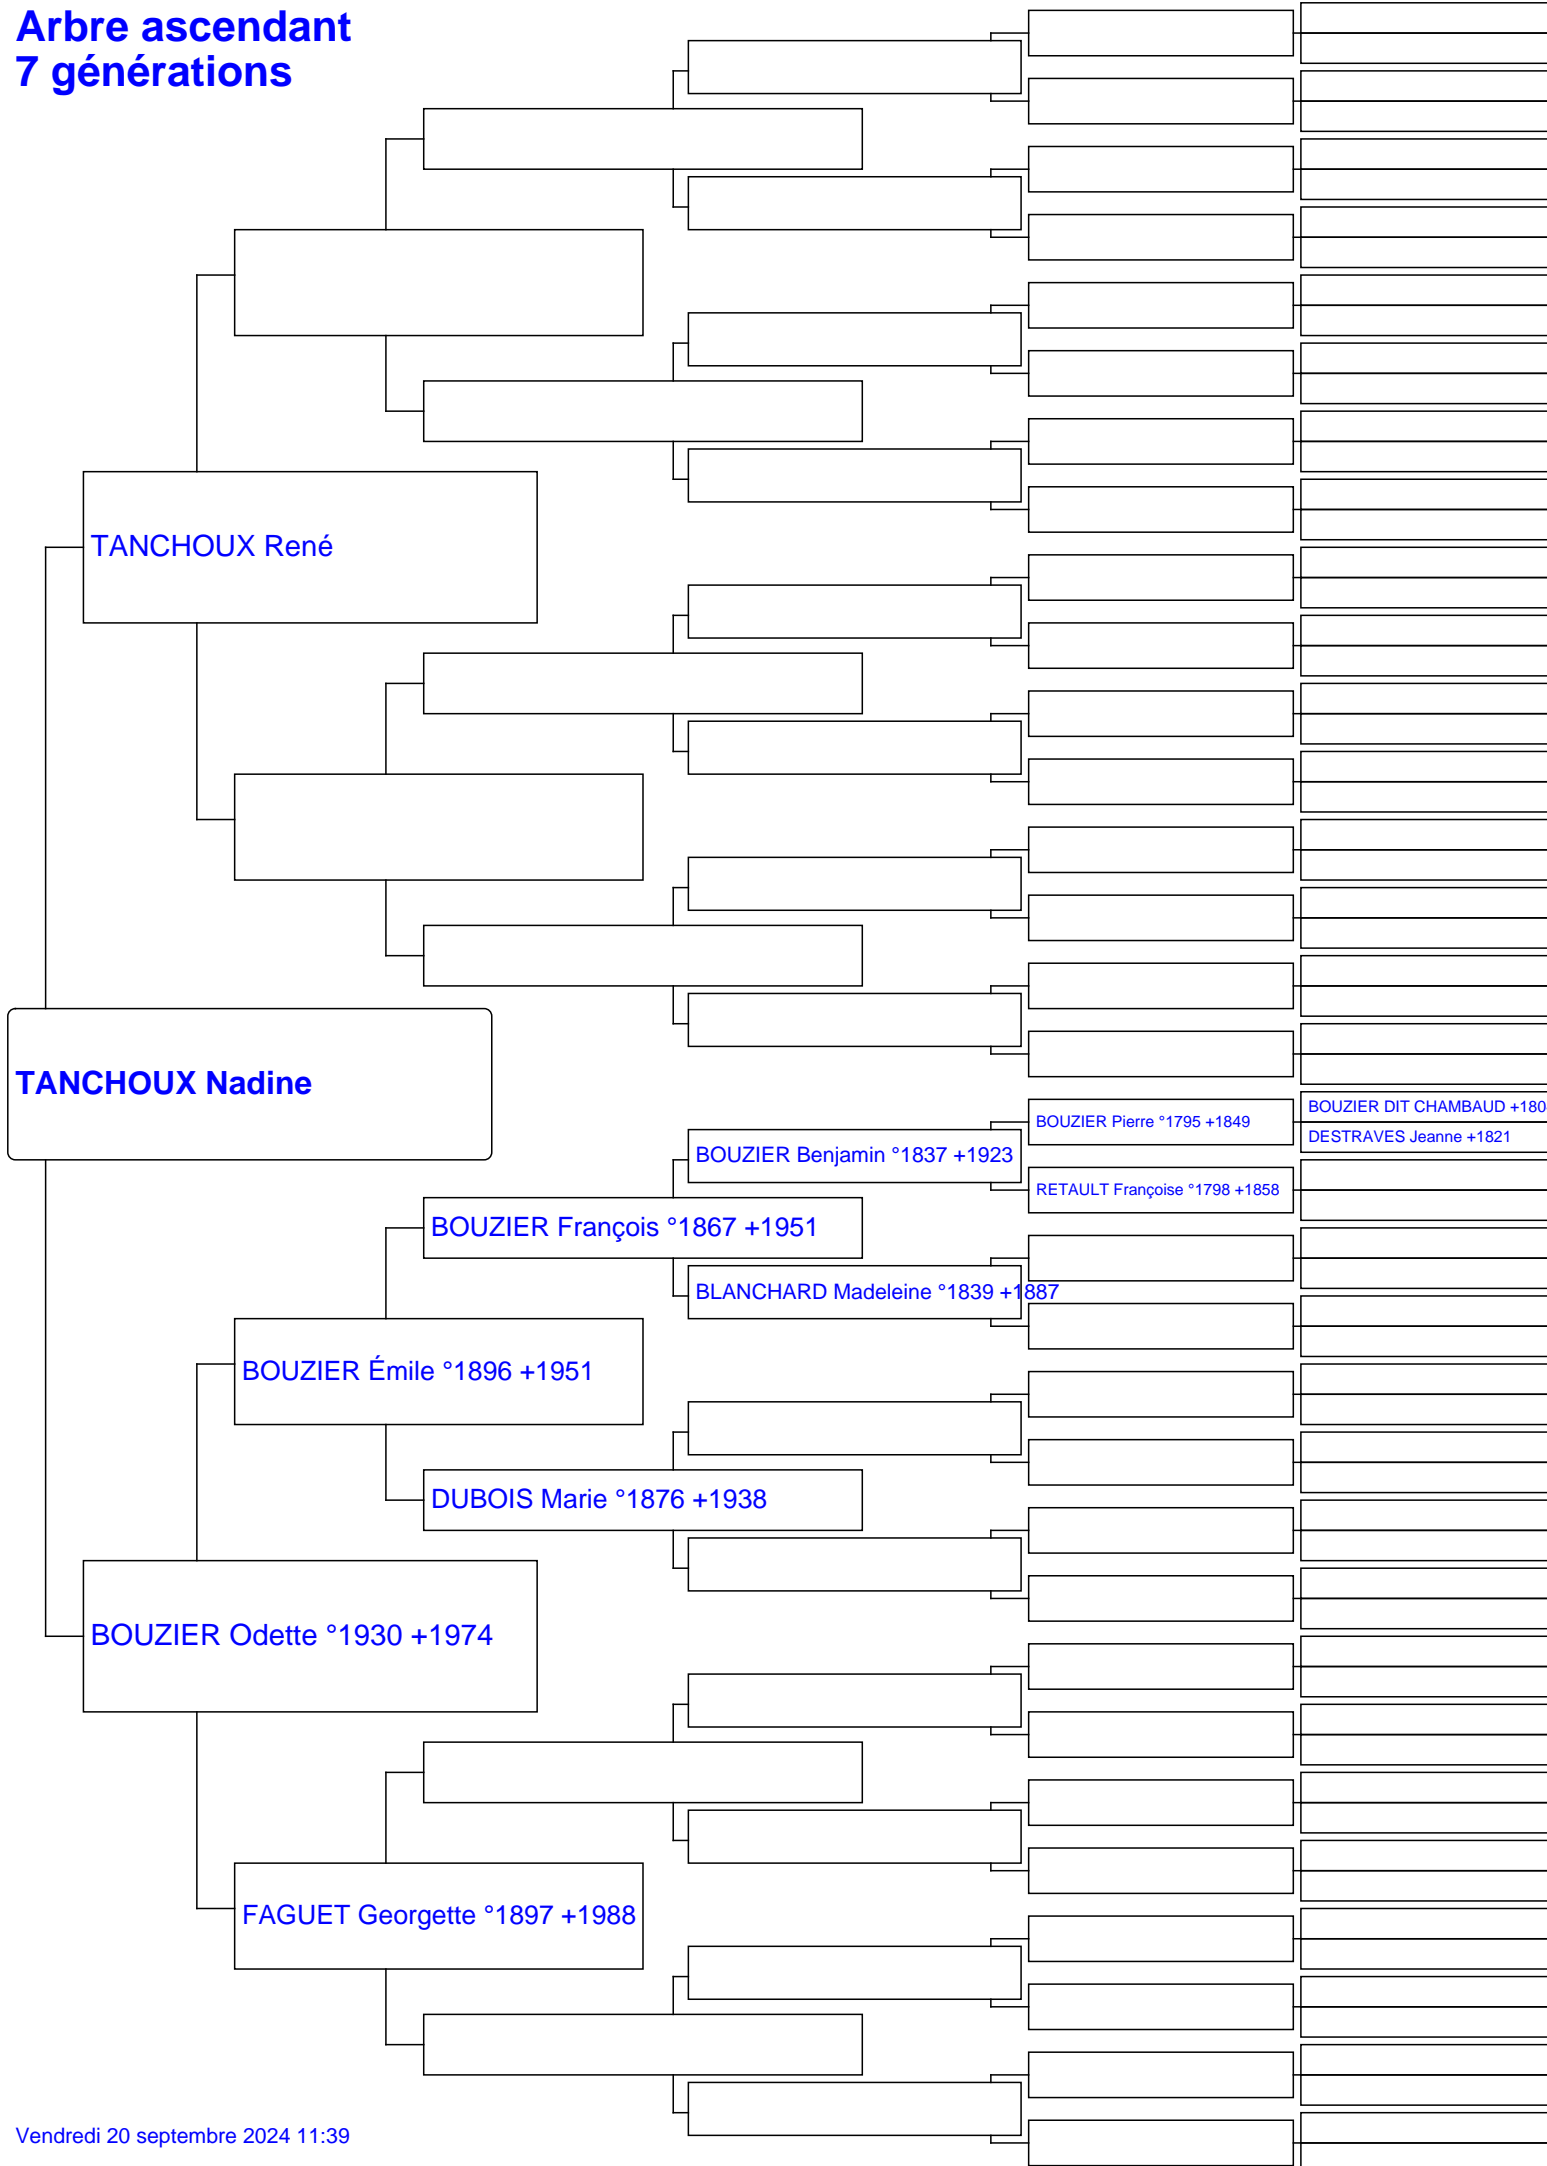 Arbre ascendant
7 générations
TANCHOUX René
TANCHOUX Nadine
BOUZIER Pierre °1795 +1849
BOUZIER DIT CHAMBAUD
DESTRAVES Jeanne +1821
BOUZIER Benjamin °1837 +1923
RETAULT Françoise °1798 +1858
BOUZIER François °1867 +1951
BLANCHARD Madeleine °1839 +1887
BOUZIER Émile °1896 +1951
DUBOIS Marie °1876 +1938
BOUZIER Odette °1930 +1974
FAGUET Georgette °1897 +1988
Vendredi 20 septembre 2024 11:39